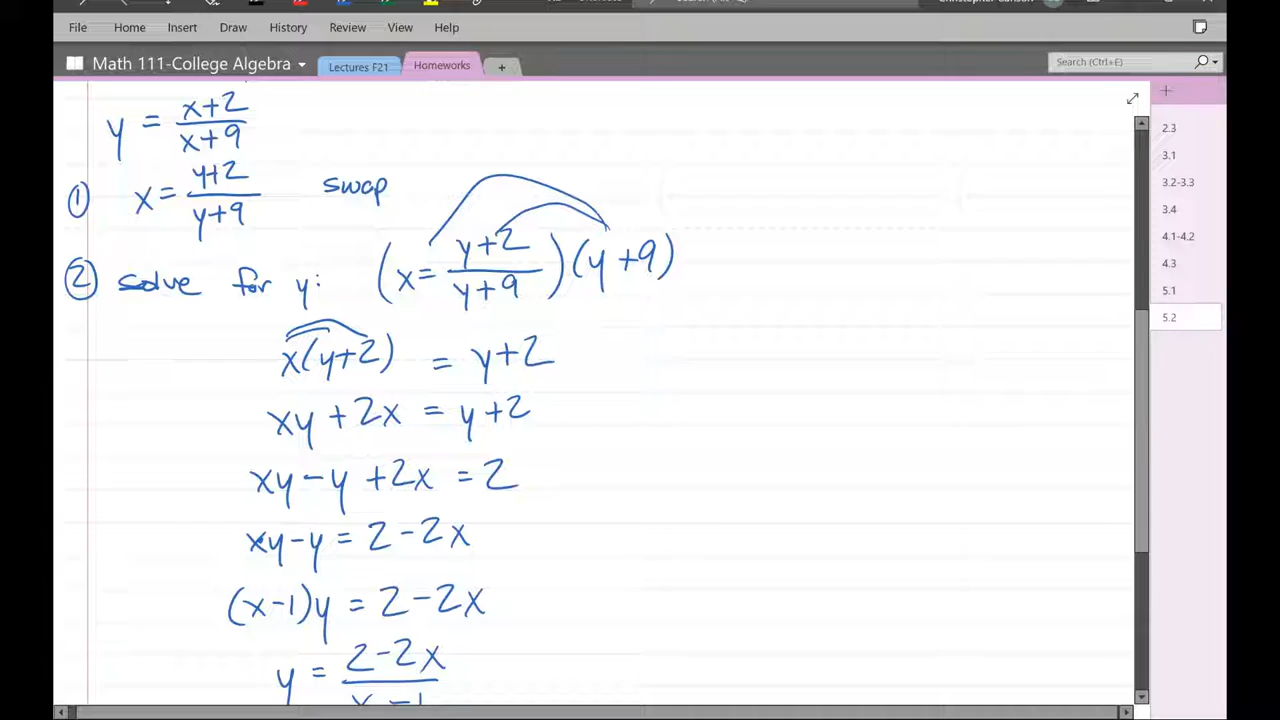 File Home Insert Draw History Review View Help
Math 111-College Algebra Lectures F21 Homeworks + Search (Ctrl+E)
y = x+2 / x+9
① x = y+2 / y+9 swap
② solve for y: (x = y+2 / y+9)(y+9)
x(y+2) = y+2
xy + 2x = y+2
xy - y + 2x = 2
xy - y = 2 - 2x
(x-1)y = 2 - 2x
y = 2-2x / x-1
2.3
3.1
3.2-3.3
3.4
4.1-4.2
4.3
5.1
5.2